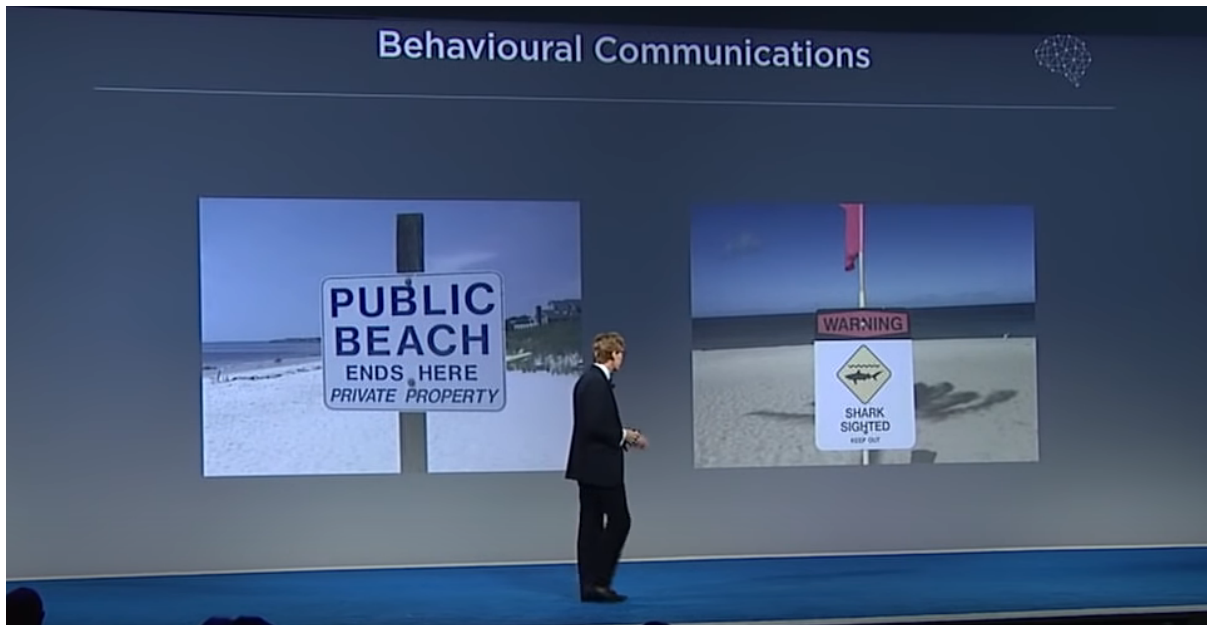 Behavioural Communications
PUBLIC
BEACH
ENDS HERE
PRIVATE PROPERTY
WARNING
SHARK
SIGHTED
KEEP OUT